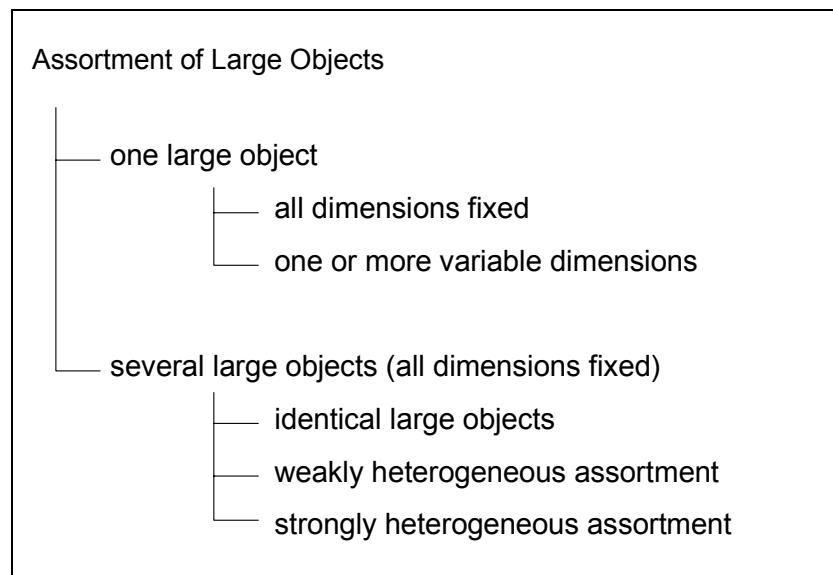 Assortment of Large Objects
one large object
all dimensions fixed
one or more variable dimensions
several large objects (all dimensions fixed)
identical large objects
weakly heterogeneous assortment
strongly heterogeneous assortment